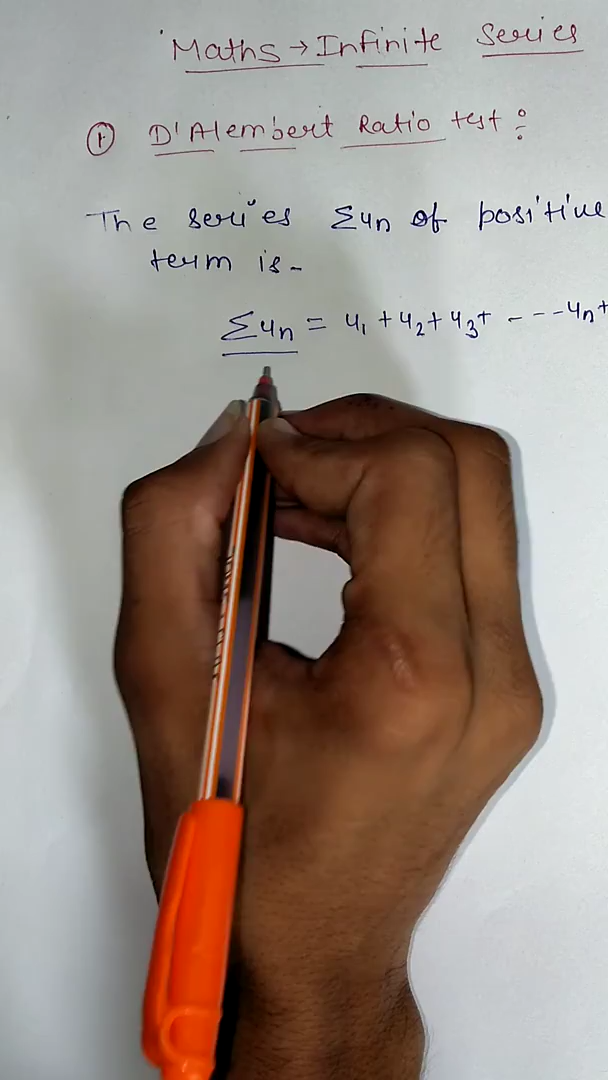 Maths → Infinite Series
① D'Alembert Ratio test :
The series Σun of positive
term is -
Σun = u₁ + u₂ + u₃ + - - - - un +